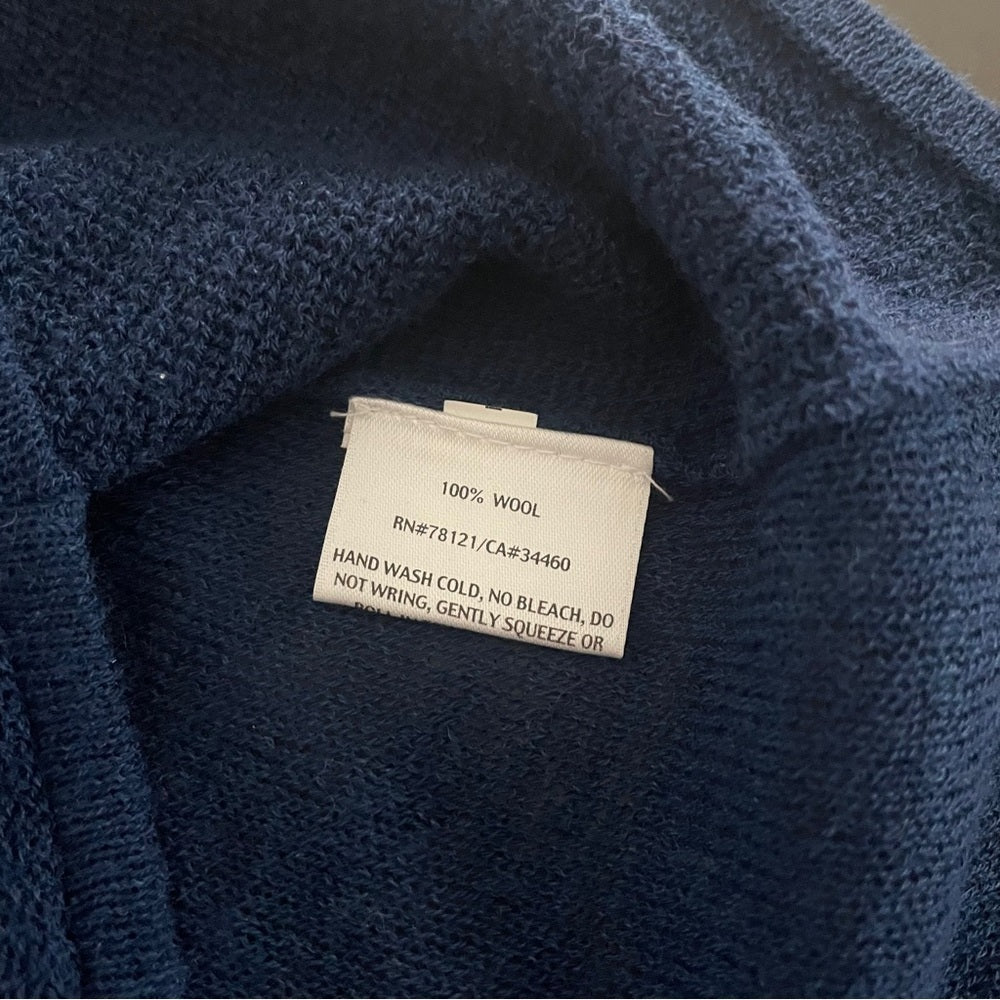 100% WOOL
RN#78121/CA#34460
HAND WASH COLD, NO BLEACH, DO
NOT WRING, GENTLY SQUEEZE OR